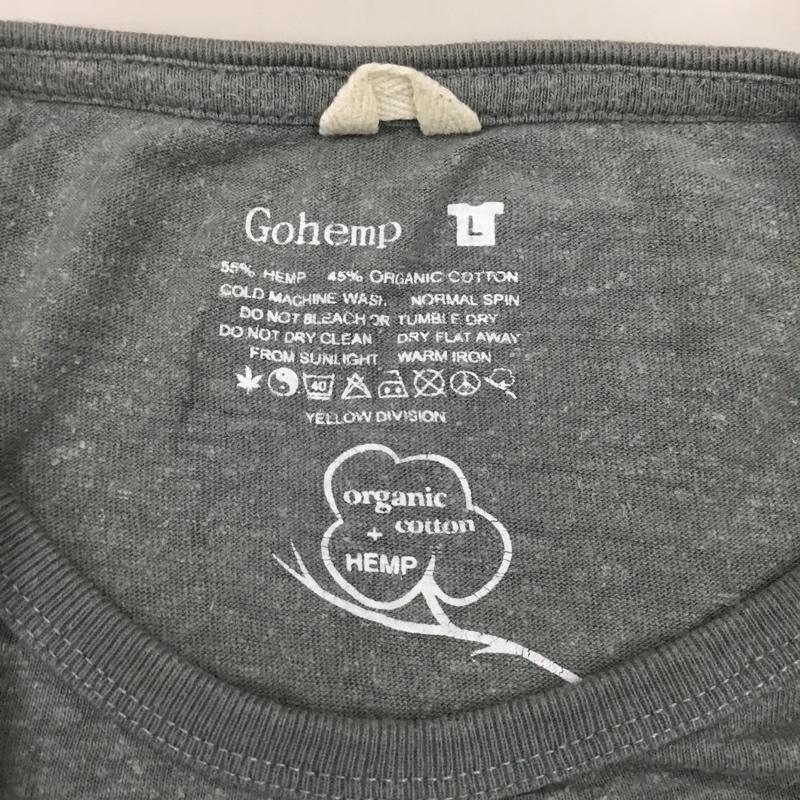 Gohemp L
55% HEMP 45% ORGANIC COTTON
COLD MACHINE WASH. NORMAL SPIN
DO NOT BLEACH OR TUMBLE DRY
DO NOT DRY CLEAN DRY FLAT AWAY
FROM SUNLIGHT WARM IRON
40
YELLOW DIVISION
organic
cotton
+
HEMP